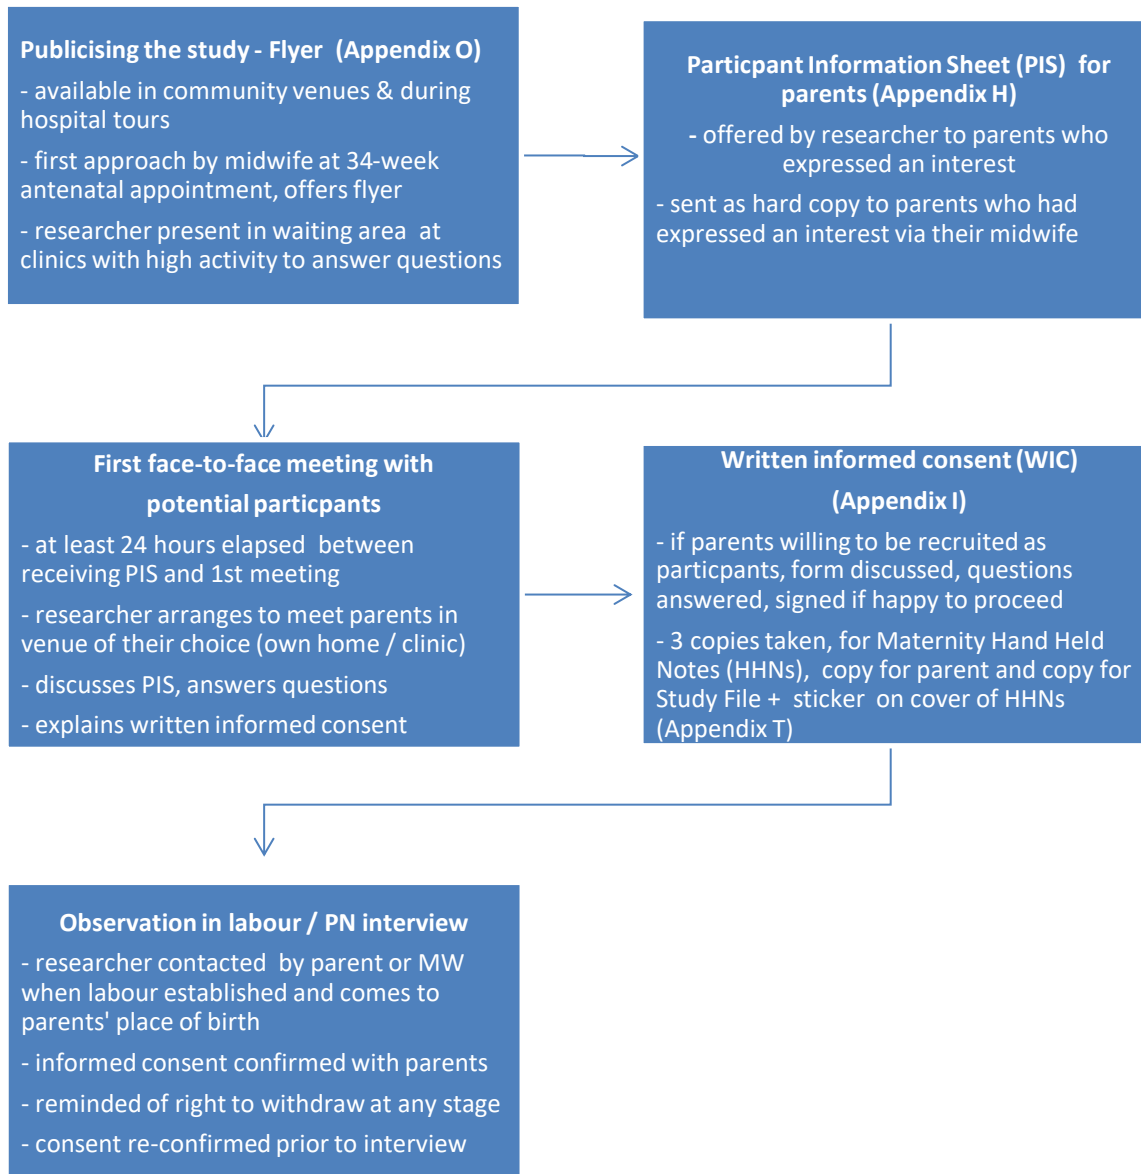 Publicising the study - Flyer (Appendix O)
- available in community venues & during
hospital tours
- first approach by midwife at 34-week
antenatal appointment, offers flyer
- researcher present in waiting area at
clinics with high activity to answer questions
Particpant Information Sheet (PIS) for
parents (Appendix H)
- offered by researcher to parents who
expressed an interest
- sent as hard copy to parents who had
expressed an interest via their midwife
First face-to-face meeting with
potential particpants
- at least 24 hours elapsed between
receiving PIS and 1st meeting
- researcher arranges to meet parents in
venue of their choice (own home / clinic)
- discusses PIS, answers questions
- explains written informed consent
Written informed consent (WIC)
(Appendix I)
- if parents willing to be recruited as
particpants, form discussed, questions
answered, signed if happy to proceed
- 3 copies taken, for Maternity Hand Held
Notes (HHNs), copy for parent and copy for
Study File + sticker on cover of HHNs
(Appendix T)
Observation in labour / PN interview
- researcher contacted by parent or MW
when labour established and comes to
parents' place of birth
- informed consent confirmed with parents
- reminded of right to withdraw at any stage
- consent re-confirmed prior to interview